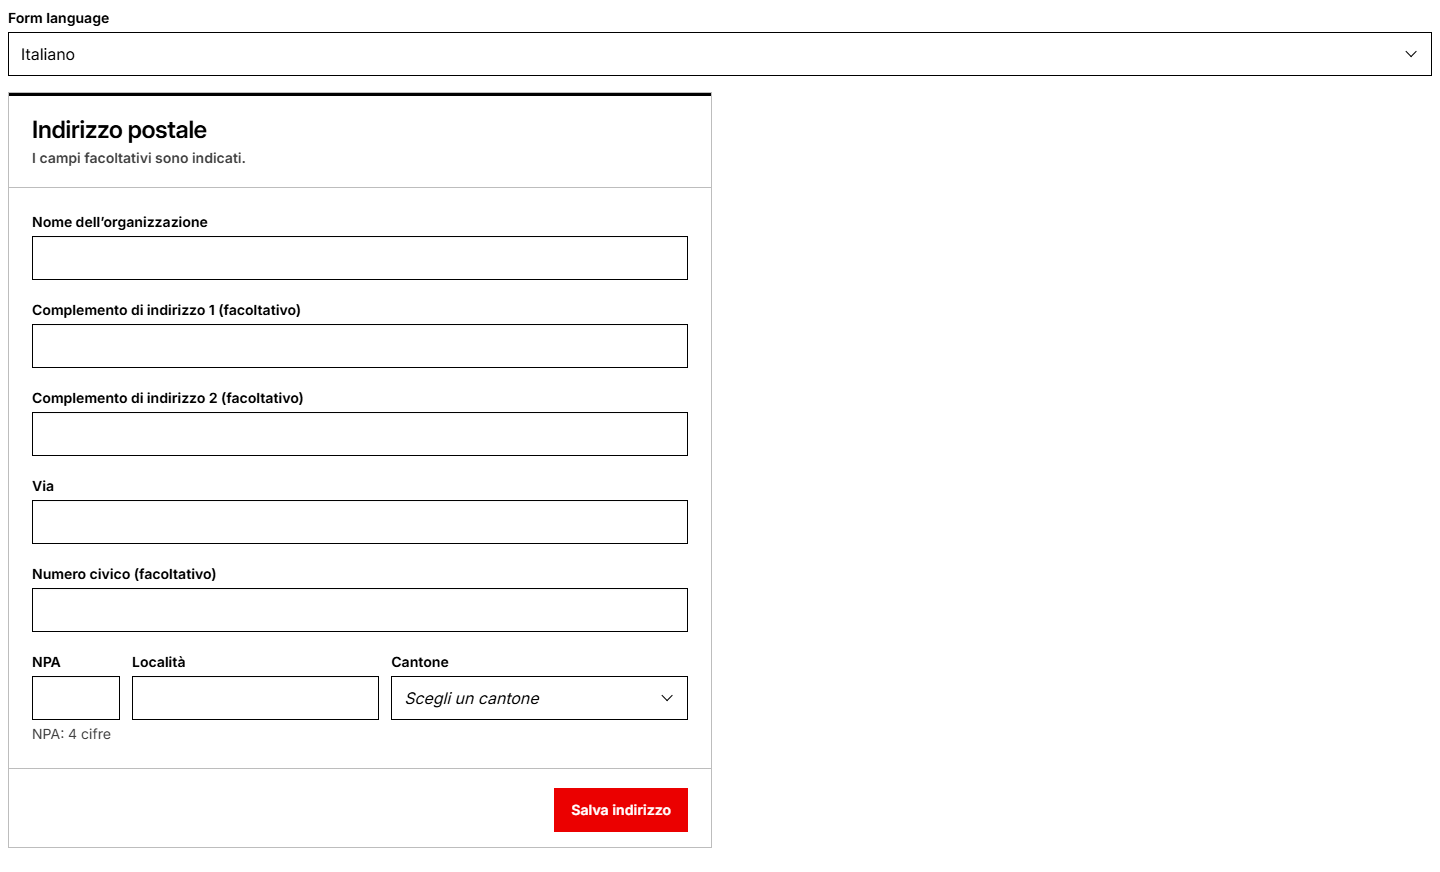 Form language
Italiano
Indirizzo postale
I campi facoltativi sono indicati.
Nome dell’organizzazione
Complemento di indirizzo 1 (facoltativo)
Complemento di indirizzo 2 (facoltativo)
Via
Numero civico (facoltativo)
NPA Località Cantone
Scegli un cantone
NPA: 4 cifre
Salva indirizzo